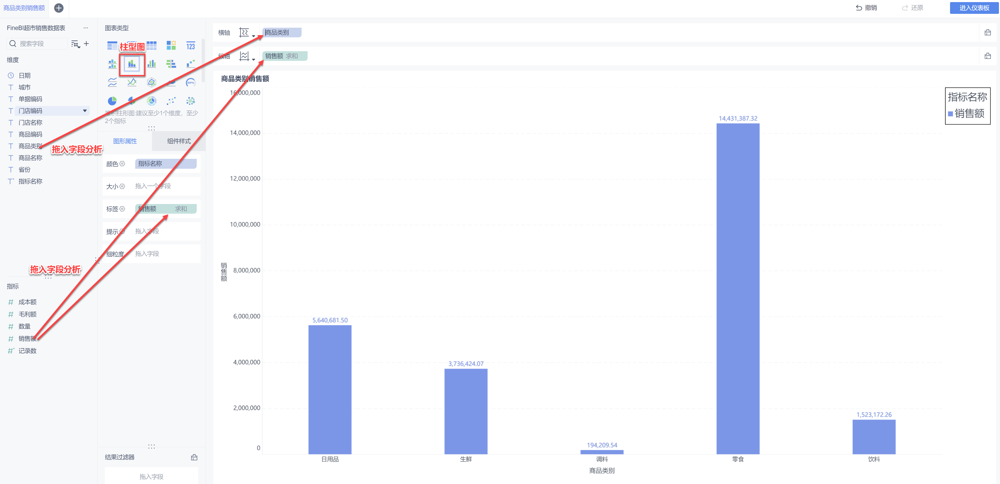 商品类别销售额
撤销
还原
进入仪表板
FineBI超市销售数据表
...
搜索字段
维度
日期
城市
单据编码
门店编码
门店名称
商品编码
商品类别
商品名称
省份
指标名称
拖入字段分析
拖入字段分析
指标
成本额
毛利额
数量
销售额
记录数
图表类型
柱型图
123
60%
堆积柱形图:建议至少1个维度，至少
2个指标
图形属性
组件样式
颜色
指标名称
大小
拖入一个字段
标签
销售额 求和
提示
拖入字段
细粒度
拖入字段
结果过滤器
拖入字段
横轴
商品类别
纵轴
销售额 求和
商品类别销售额
16,000,000
14,000,000
12,000,000
10,000,000
8,000,000
6,000,000
4,000,000
2,000,000
0
销售额
5,640,681.50
3,736,424.07
194,209.54
14,431,387.32
1,523,172.26
日用品
生鲜
调料
零食
饮料
商品类别
指标名称
销售额